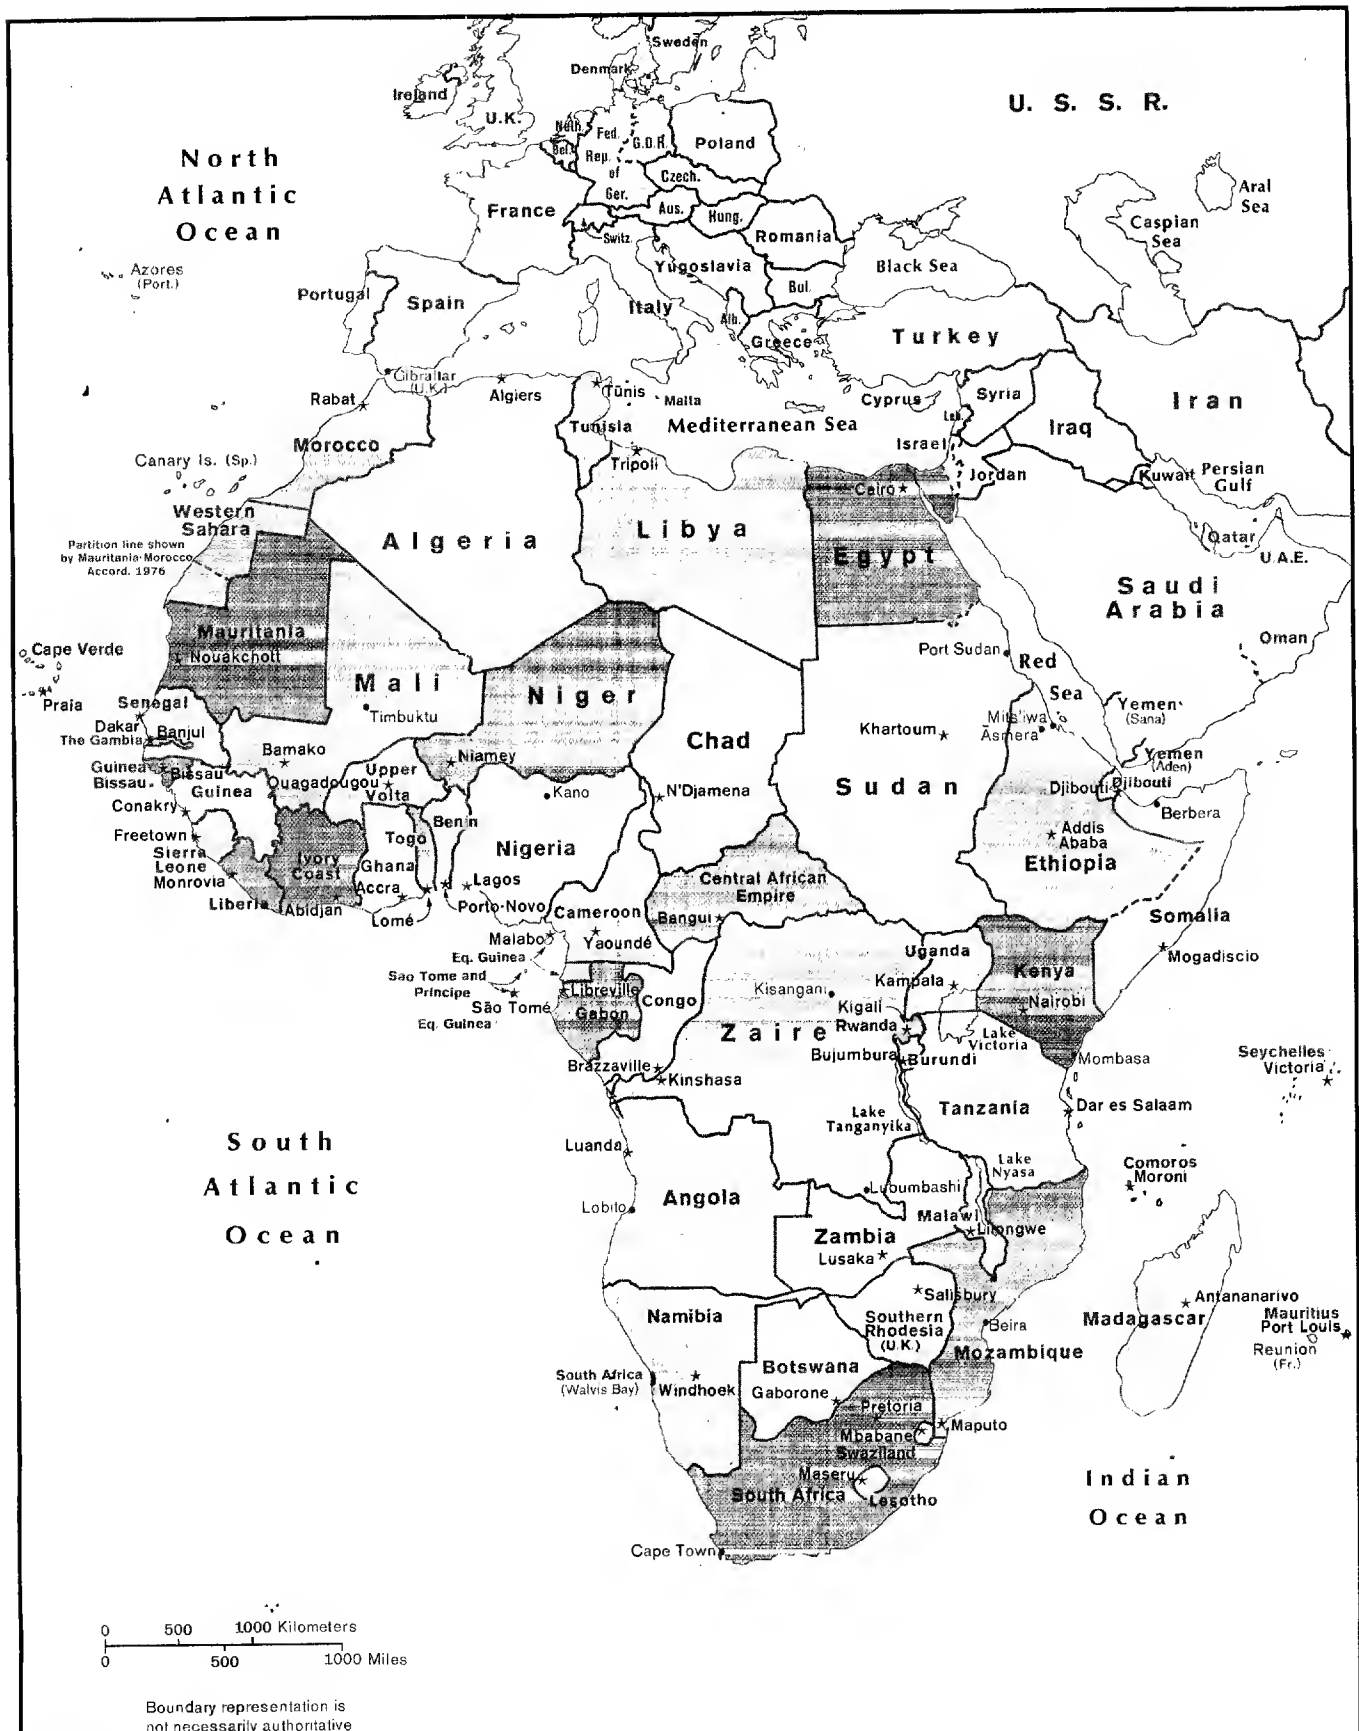 Sweden
Denmark
Ireland
U.K.
Neth.
Bel.
Fed.
Rep.
of
Ger.
G.D.R.
Poland
U. S. S. R.
Czech.
North
Atlantic
Ocean
France
Aus.
Hung.
Switz.
Romania
Aral
Sea
Caspian
Sea
Yugoslavia
Black Sea
Azores
(Port.)
Portugal
Spain
Italy
Bul.
Alb.
Greece
Turkey
Gibraltar
(U.K.)
Algiers
Tunis
Malta
Cyprus
Syria
Leb.
Iran
Rabat
Tunisia
Mediterranean Sea
Iraq
Morocco
Israel
Tripoli
Jordan
Kuwait
Persian
Gulf
Canary Is. (Sp.)
Cairo
Western
Sahara
Algeria
Libya
Egypt
Qatar
U.A.E.
Partition line shown
by Mauritania-Morocco
Accord. 1976
Saudi
Arabia
Mauritania
Nouakchott
Oman
Cape Verde
Praia
Port Sudan
Red
Sea
Mali
Niger
Timbuktu
Senegal
Dakar
The Gambia
Banjul
Khartoum
Mits'iwa
Āsmera
Yemen
(Sana)
Yemen
(Aden)
Chad
Bamako
Niamey
Guinea
Bissau
Bissau
Guinea
Ouagadougou
Upper
Volta
Kano
N'Djamena
Sudan
Djibouti
Djibouti
Berbera
Conakry
Freetown
Sierra
Leone
Monrovia
Liberia
Ivory
Coast
Abidjan
Togo
Ghana
Accra
Lomé
Benin
Nigeria
Lagos
Porto-Novo
Addis
Ababa
Ethiopia
Central African
Empire
Bangui
Cameroon
Yaoundé
Malabo
Eq. Guinea
Somalia
Mogadiscio
Uganda
Kampala
Kenya
Nairobi
Sao Tome and
Principe
São Tomé
Eq. Guinea
Libreville
Gabon
Congo
Kisangani
Zaire
Kigali
Rwanda
Bujumbura
Burundi
Lake
Victoria
Mombasa
Seychelles
Victoria
Brazzaville
Kinshasa
Tanzania
Dar es Salaam
Lake
Tanganyika
South
Atlantic
Ocean
Luanda
Lake
Nyasa
Comoros
Moroni
Lobito
Angola
Lubumbashi
Malawi
Lilongwe
Zambia
Lusaka
Salisbury
Antananarivo
Madagascar
Mauritius
Port Louis
Reunion
(Fr.)
Namibia
Southern
Rhodesia
(U.K.)
Beira
Mozambique
Botswana
South Africa
(Walvis Bay)
Windhoek
Gaborone
Pretoria
Maputo
Mbabane
Swaziland
Maseru
South Africa
Lesotho
Indian
Ocean
Cape Town
0 500 1000 Kilometers
0 500 1000 Miles
Boundary representation is
not necessarily authoritative